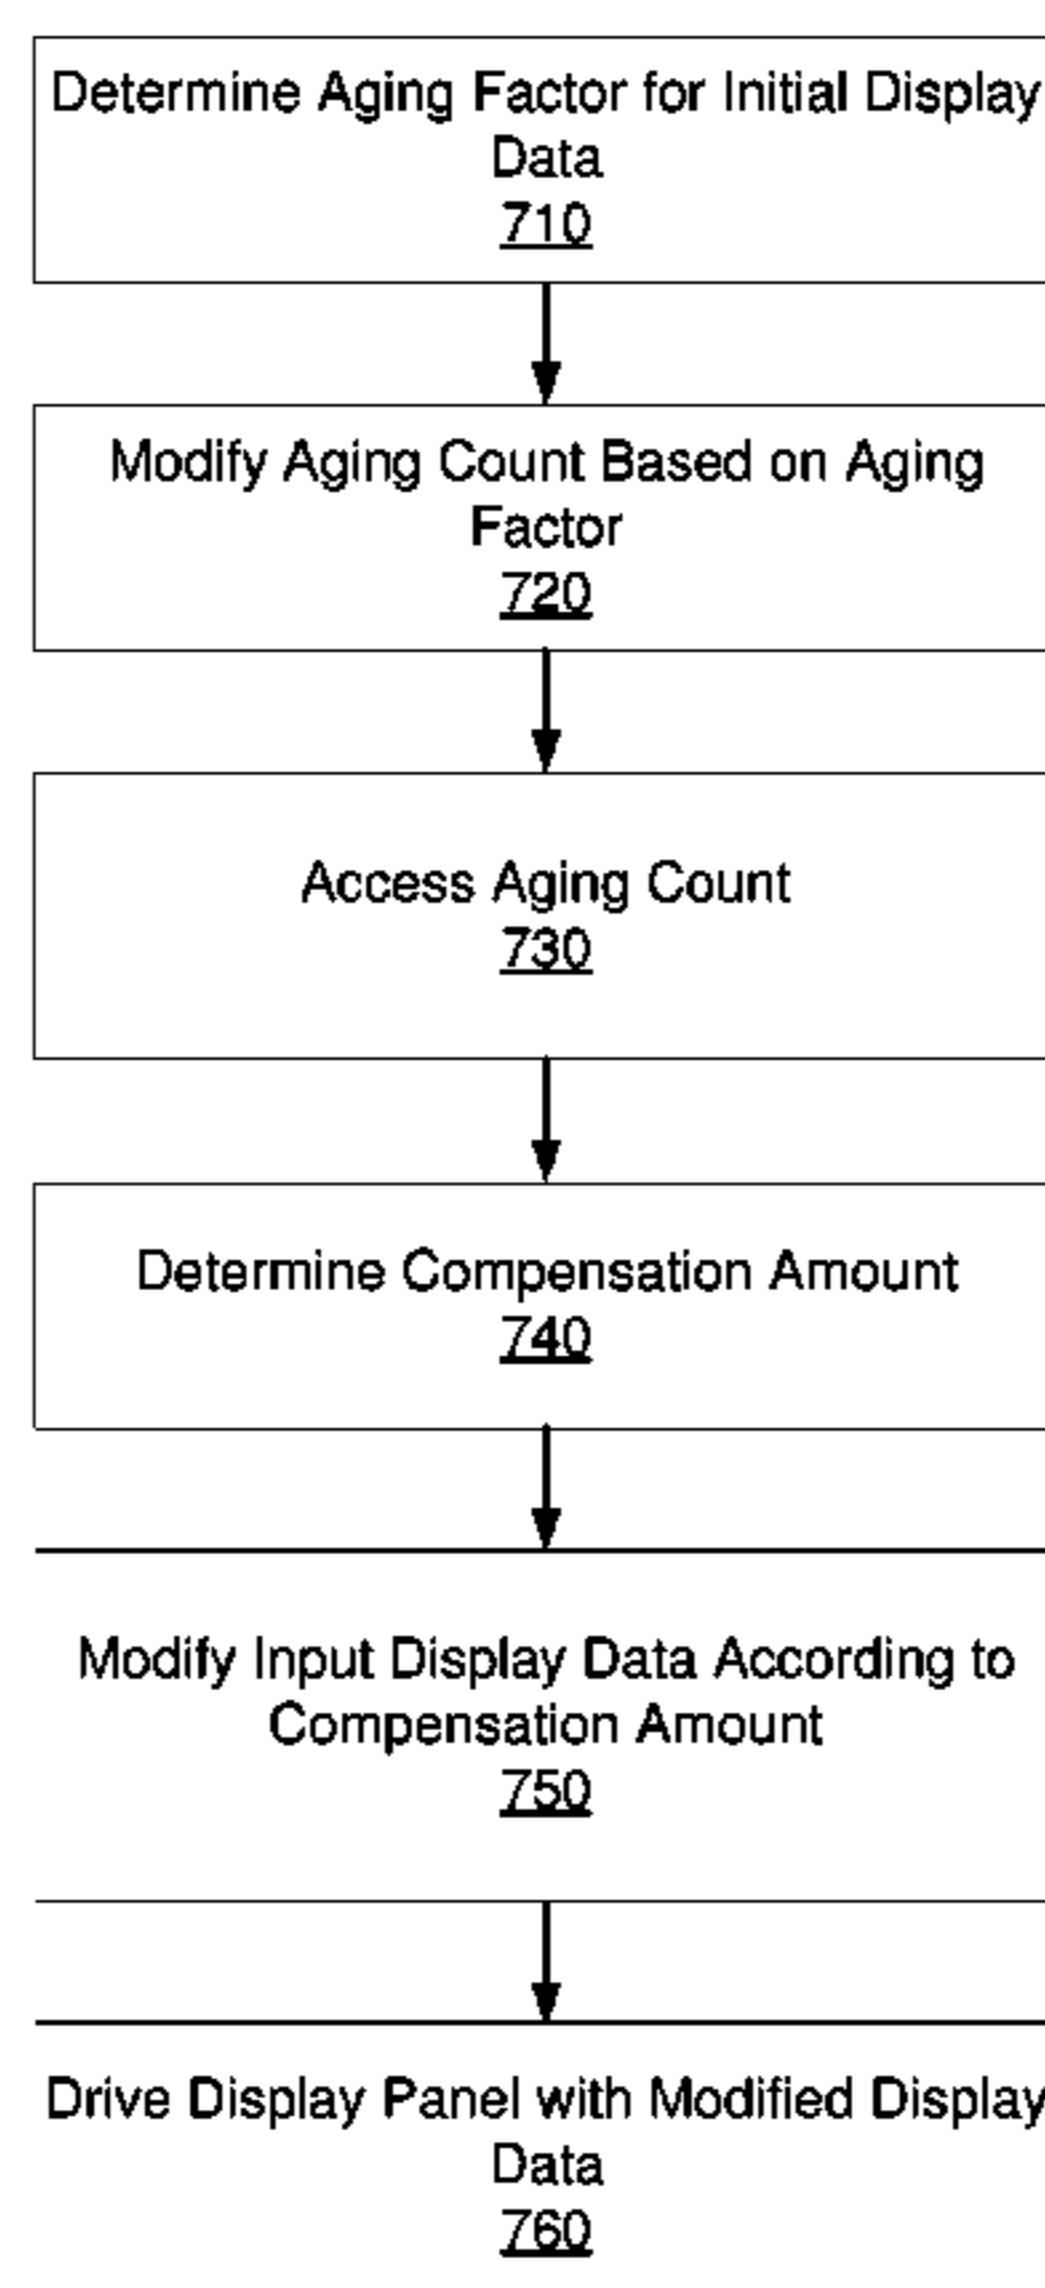 Determine Aging Factor for Initial Display
Data
710
Modify Aging Count Based on Aging
Factor
720
Access Aging Count
730
Determine Compensation Amount
740
Modify Input Display Data According to
Compensation Amount
750
Drive Display Panel with Modified Display
Data
760